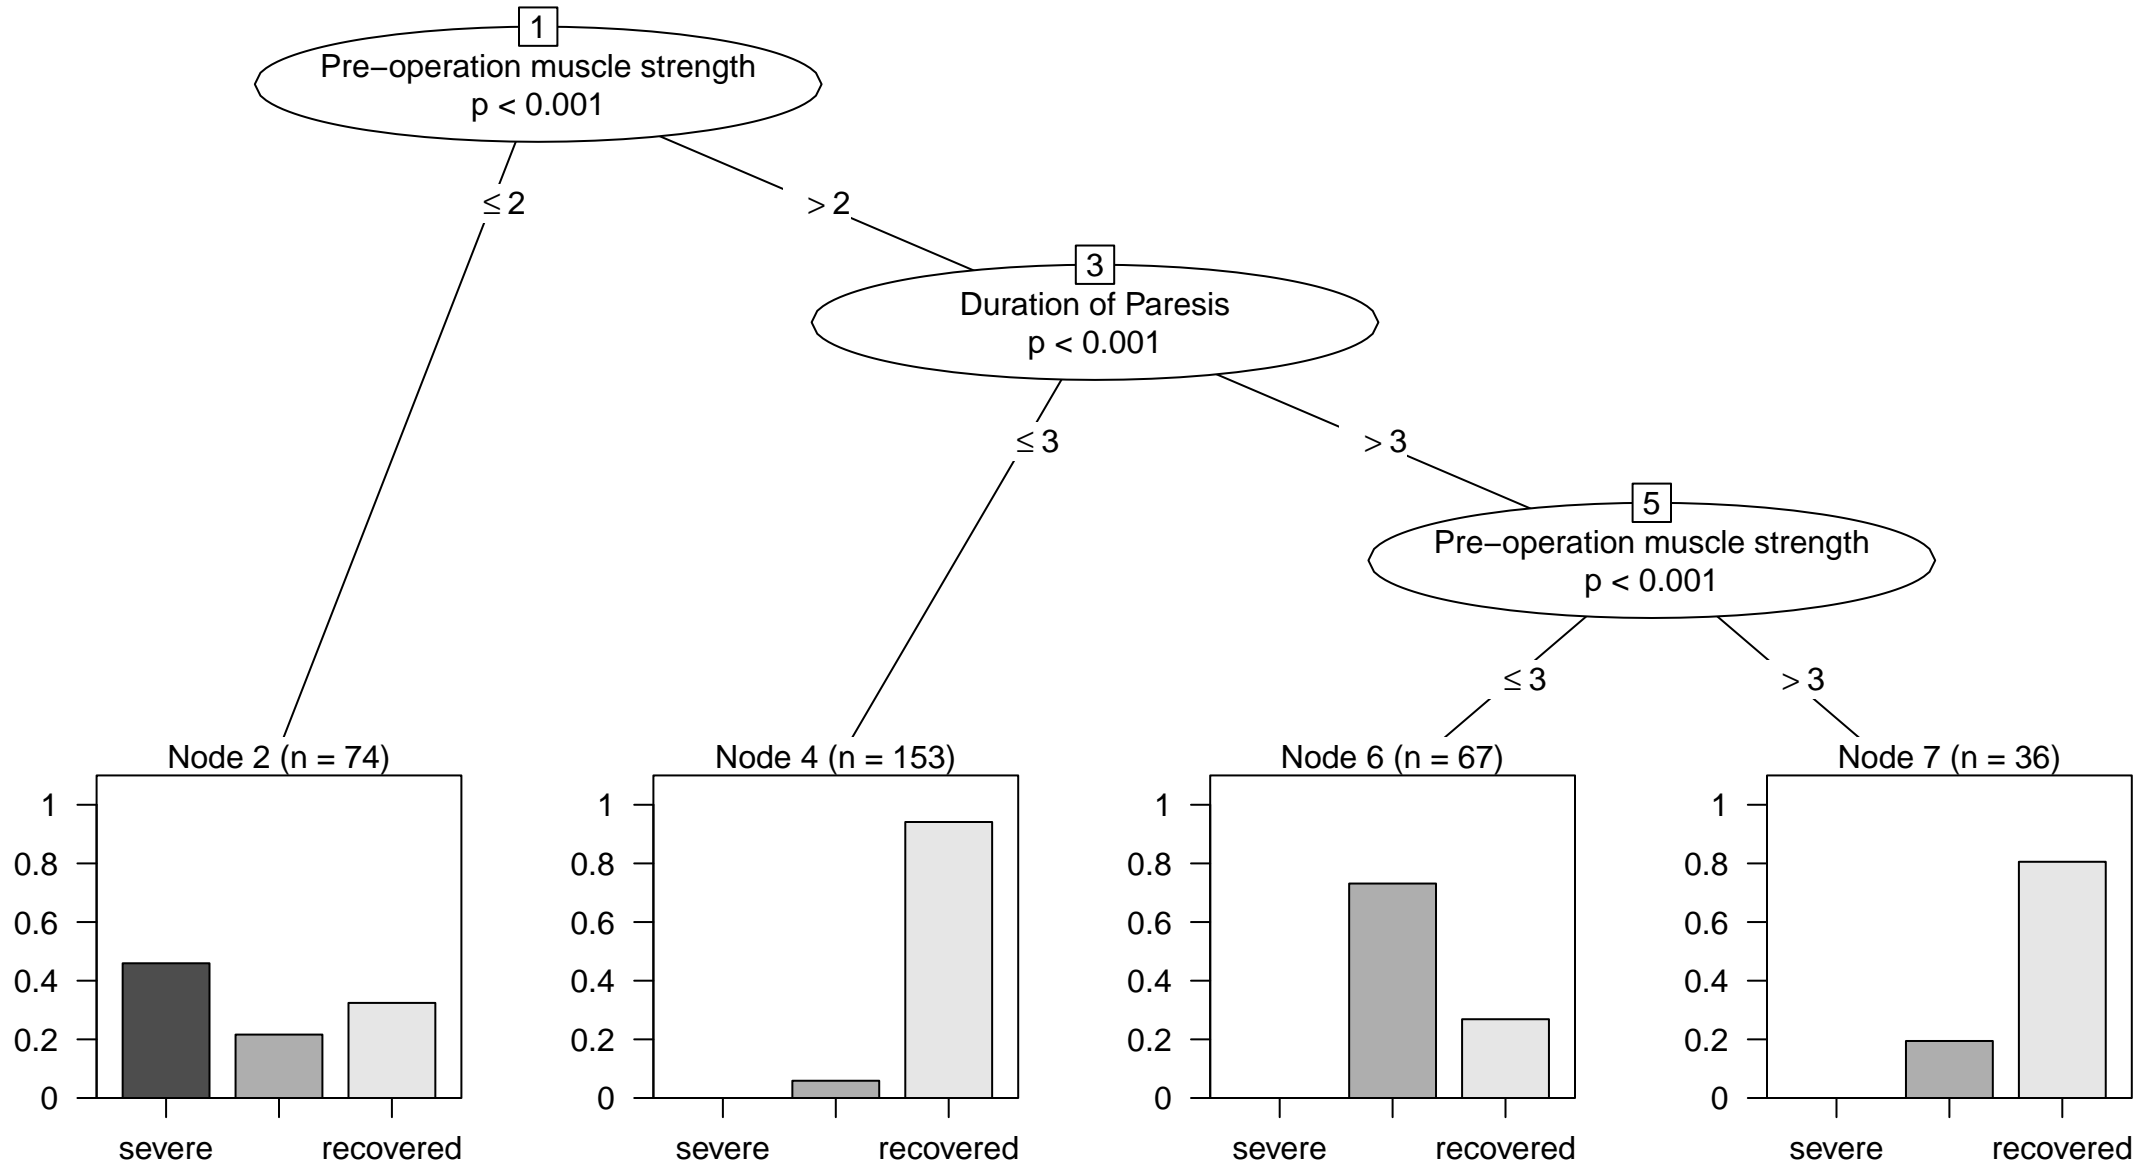 1
Pre−operation muscle strength
p < 0.001
≤ 2
> 2
3
Duration of Paresis
p < 0.001
≤ 3
> 3
5
Pre−operation muscle strength
p < 0.001
≤ 3
> 3
Node 2 (n = 74)
1
0.8
0.6
0.4
0.2
0
severe
recovered
Node 4 (n = 153)
1
0.8
0.6
0.4
0.2
0
severe
recovered
Node 6 (n = 67)
1
0.8
0.6
0.4
0.2
0
severe
recovered
Node 7 (n = 36)
1
0.8
0.6
0.4
0.2
0
severe
recovered